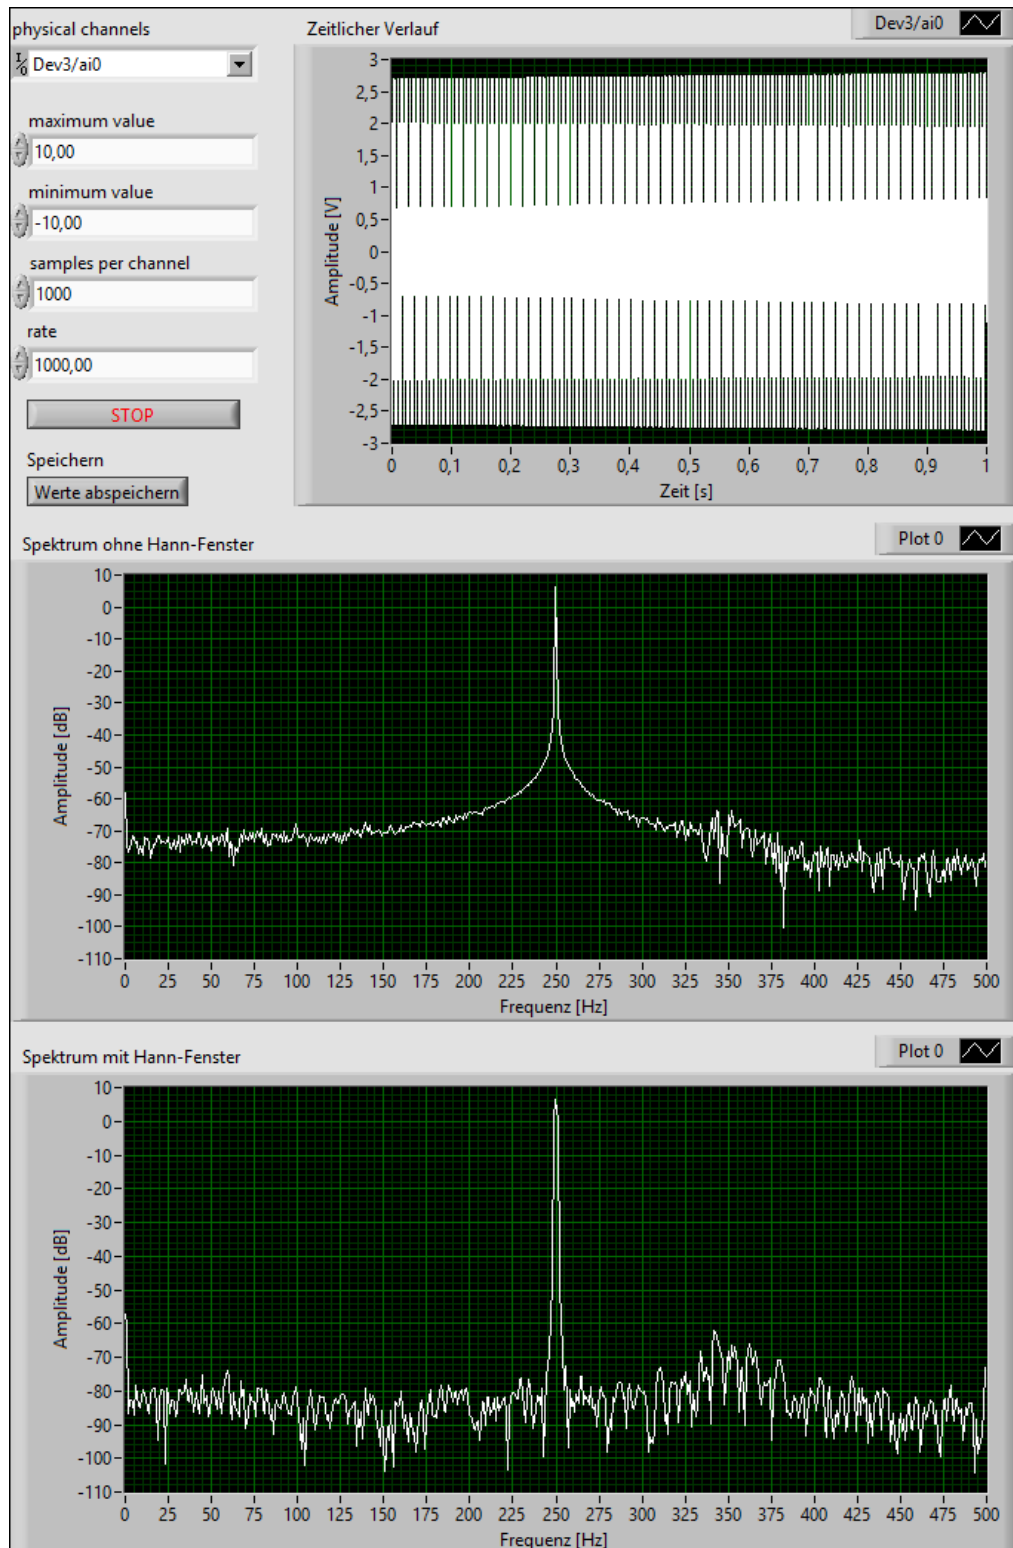 physical channels
Dev3/ai0
maximum value
10,00
minimum value
-10,00
samples per channel
1000
rate
1000,00
STOP
Speichern
Werte abspeichern
Zeitlicher Verlauf
Dev3/ai0
3
2,5
2
1,5
1
0,5
0
-0,5
-1
-1,5
-2
-2,5
-3
Amplitude [V]
0 0,1 0,2 0,3 0,4 0,5 0,6 0,7 0,8 0,9 1
Zeit [s]
Spektrum ohne Hann-Fenster
Plot 0
10
0
-10
-20
-30
-40
-50
-60
-70
-80
-90
-100
-110
Amplitude [dB]
0 25 50 75 100 125 150 175 200 225 250 275 300 325 350 375 400 425 450 475 500
Frequenz [Hz]
Spektrum mit Hann-Fenster
Plot 0
10
0
-10
-20
-30
-40
-50
-60
-70
-80
-90
-100
-110
Amplitude [dB]
0 25 50 75 100 125 150 175 200 225 250 275 300 325 350 375 400 425 450 475 500
Frequenz [Hz]